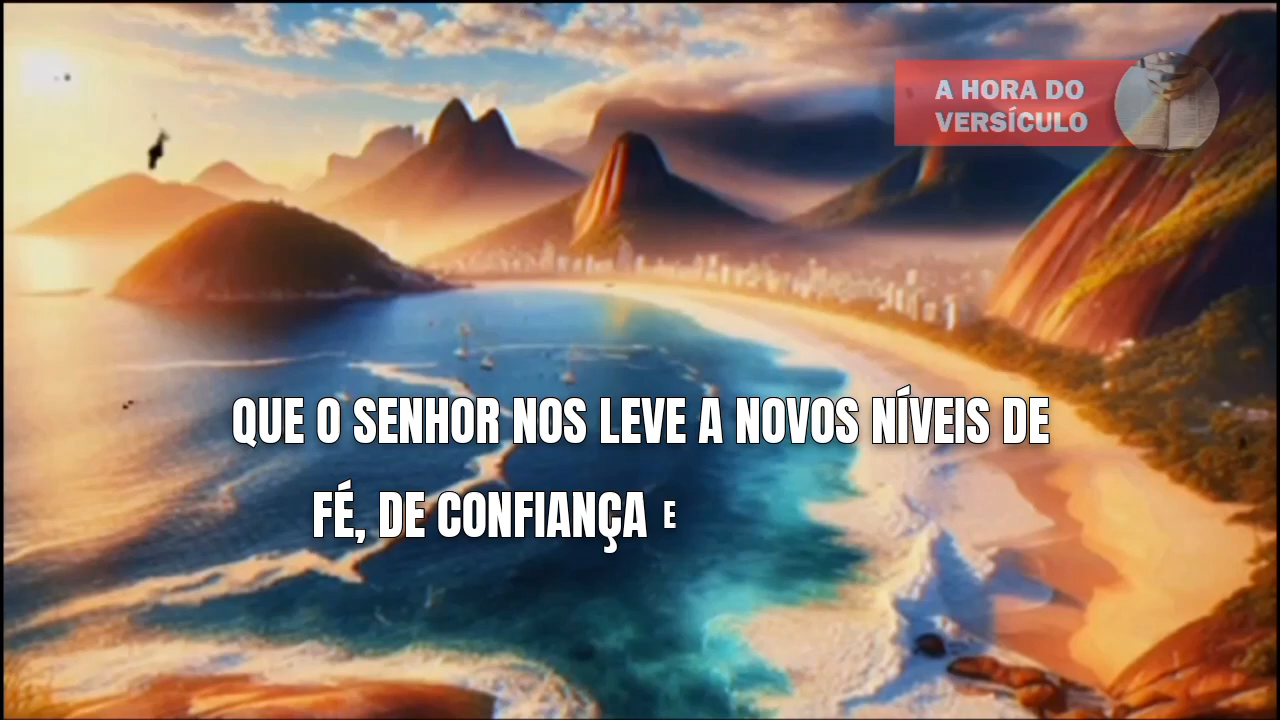 A HORA DO
VERSÍCULO
QUE O SENHOR NOS LEVE A NOVOS NÍVEIS DE
FÉ, DE CONFIANÇA E